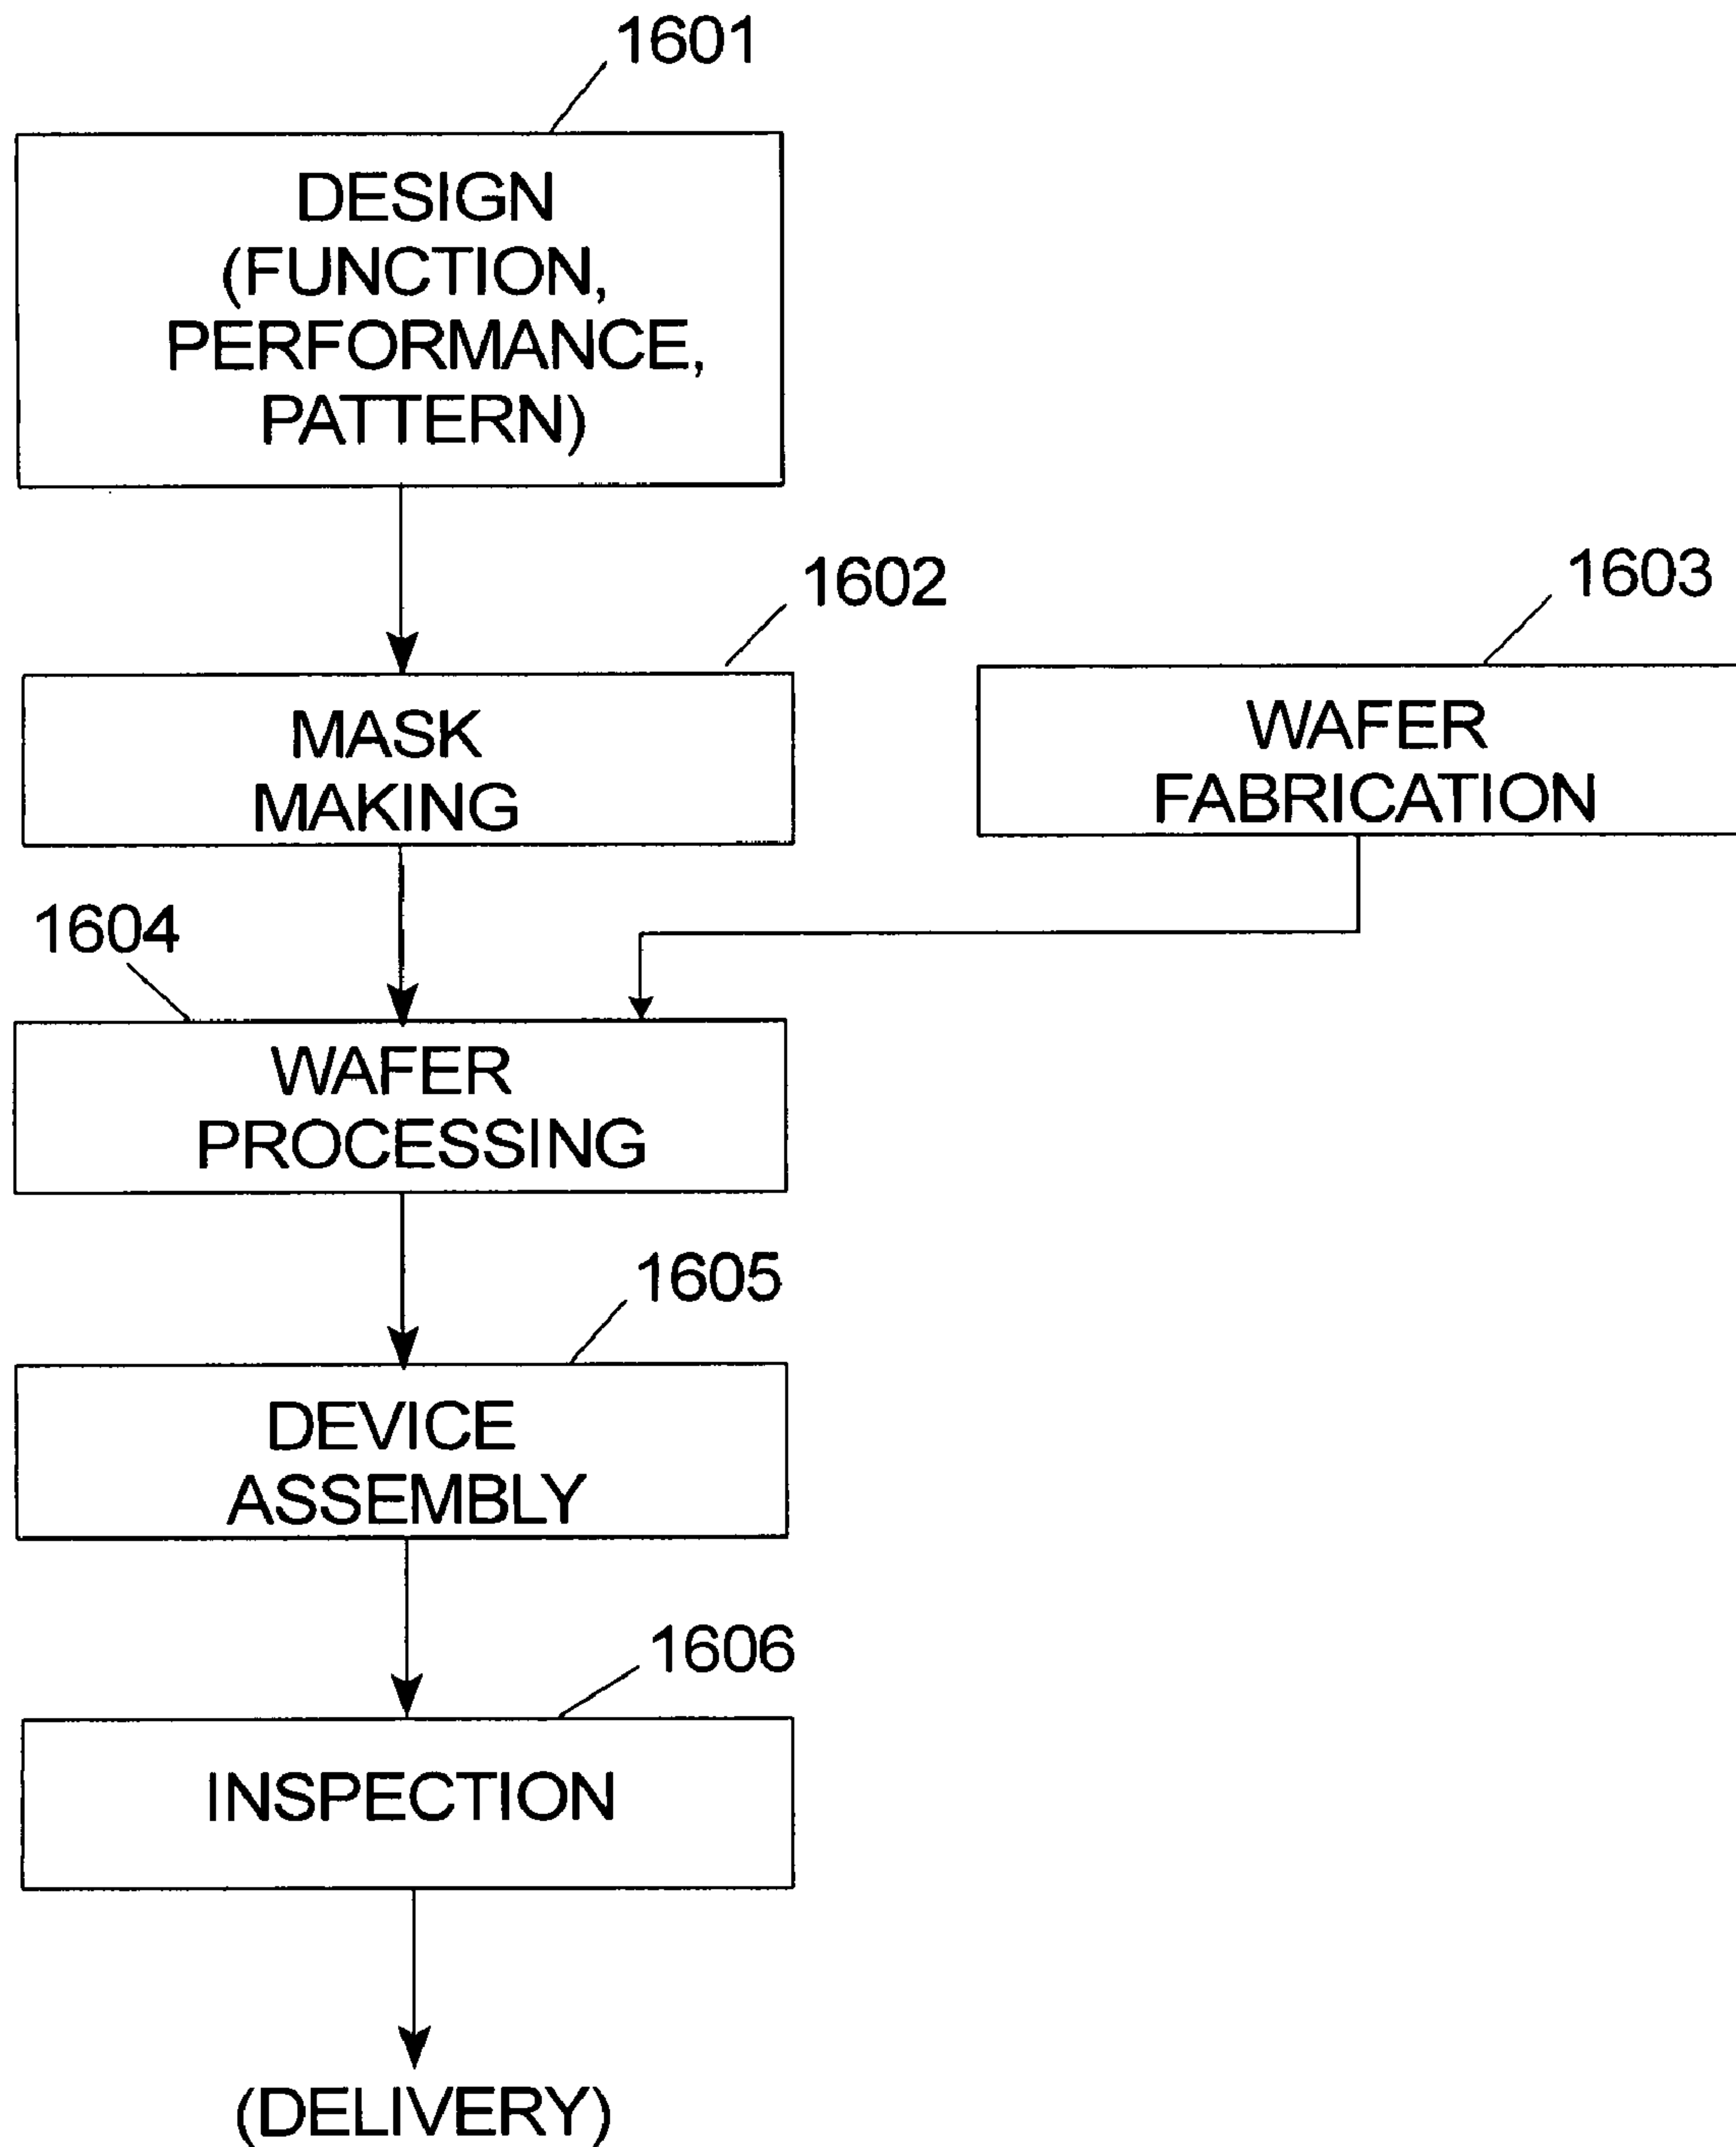 1601
DESIGN
(FUNCTION,
PERFORMANCE,
PATTERN)
1602
1603
MASK
MAKING
WAFER
FABRICATION
1604
WAFER
PROCESSING
1605
DEVICE
ASSEMBLY
1606
INSPECTION
(DELIVERY)